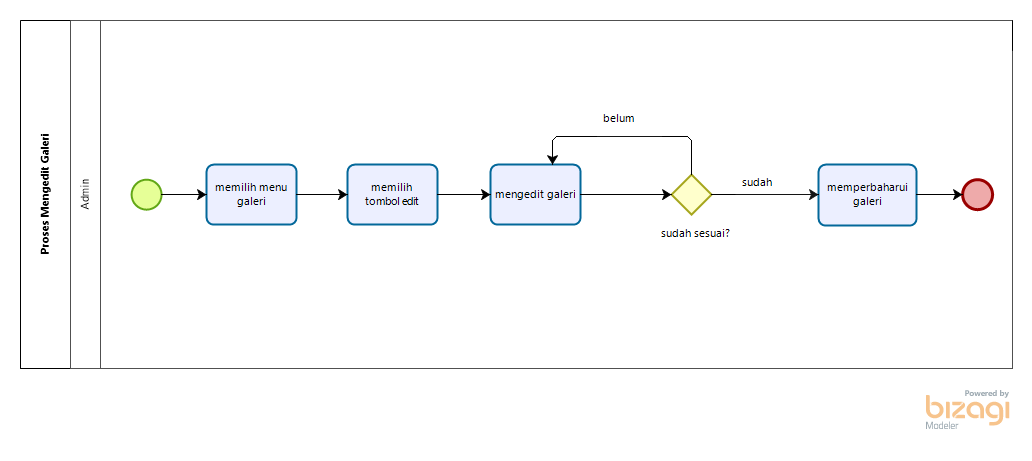 Proses Mengedit Galeri
Admin
memilih menu
galeri
memilih
tombol edit
mengedit galeri
belum
sudah sesuai?
sudah
memperbaharui
galeri
Powered by
bizagi
Modeler